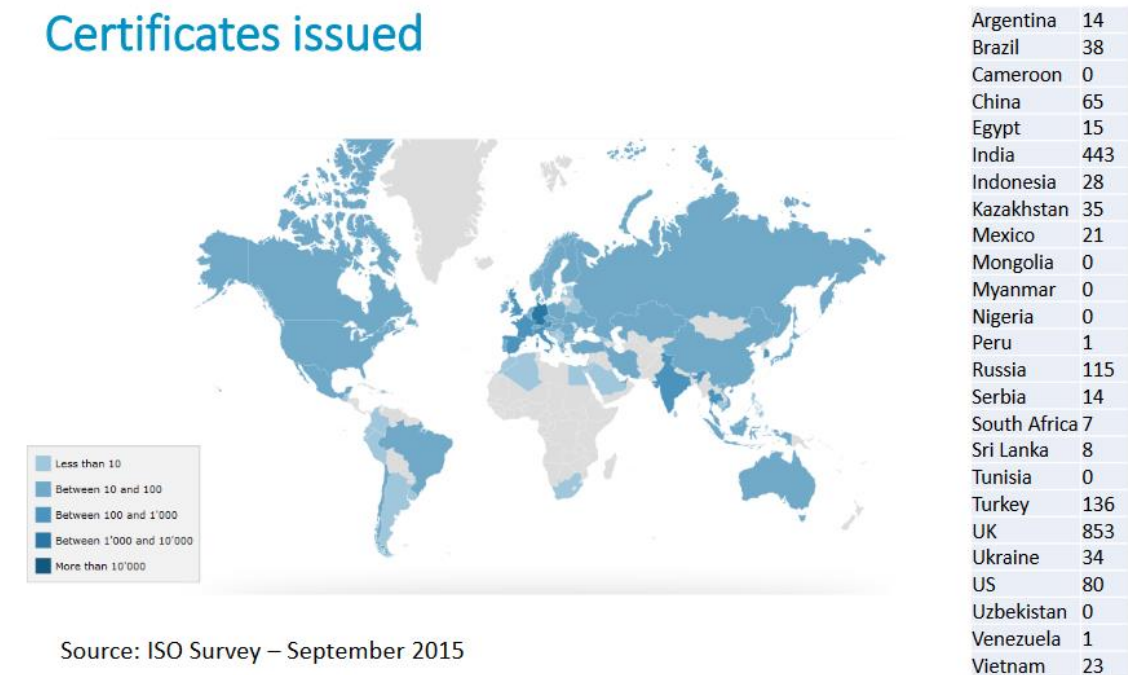 Certificates issued
Less than 10
Between 10 and 100
Between 100 and 1'000
Between 1'000 and 10'000
More than 10'000
Source: ISO Survey – September 2015
Argentina 14
Brazil 38
Cameroon 0
China 65
Egypt 15
India 443
Indonesia 28
Kazakhstan 35
Mexico 21
Mongolia 0
Myanmar 0
Nigeria 0
Peru 1
Russia 115
Serbia 14
South Africa 7
Sri Lanka 8
Tunisia 0
Turkey 136
UK 853
Ukraine 34
US 80
Uzbekistan 0
Venezuela 1
Vietnam 23